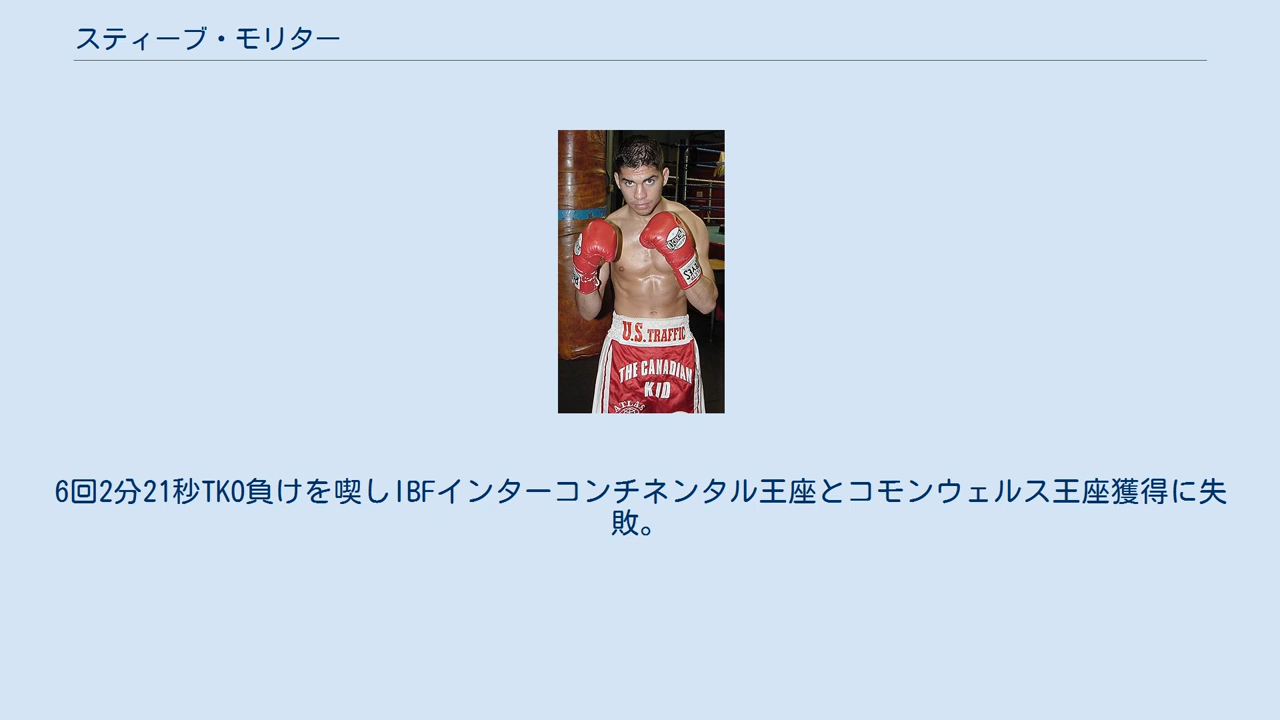 スティーブ・モリター
U.S. TRAFFIC
THE CANADIAN
KID
ATLAS
6回2分21秒TKO負けを喫しIBFインターコンチネンタル王座とコモンウェルス王座獲得に失
敗。